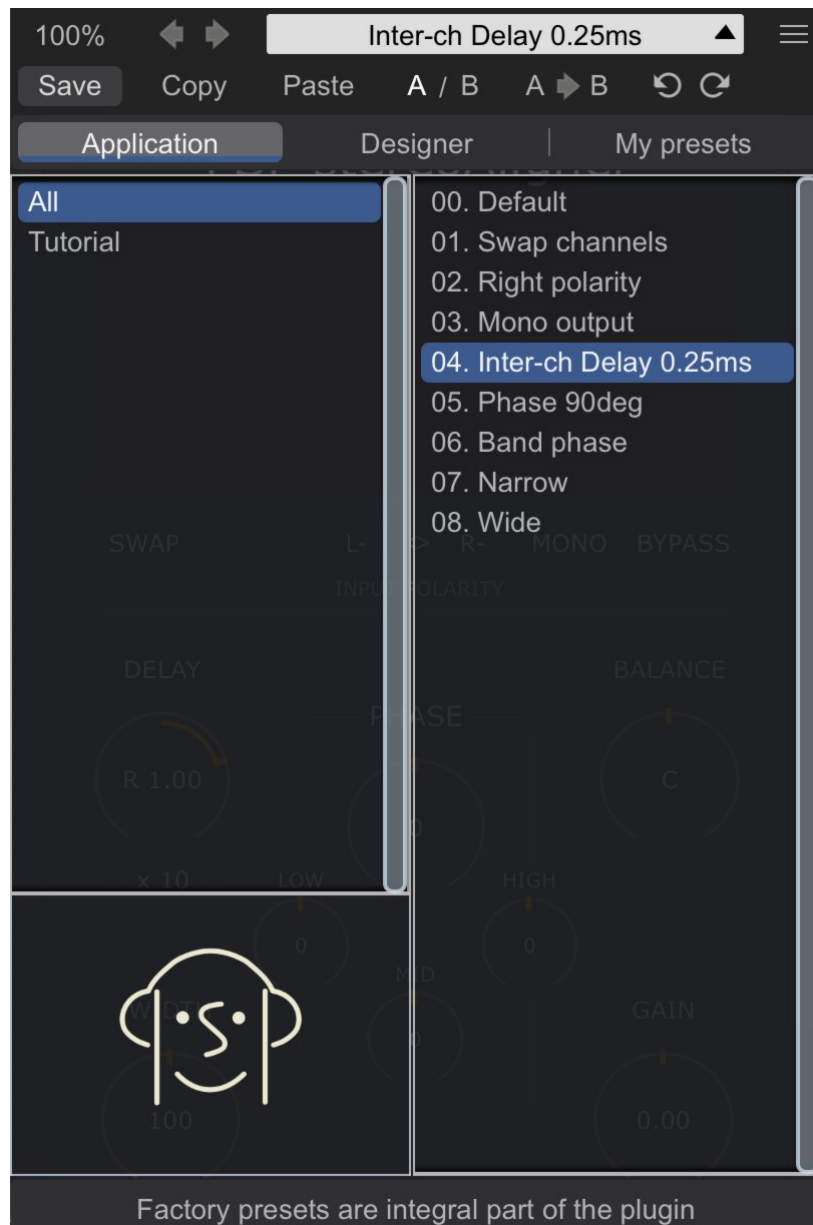 100% Inter-ch Delay 0.25ms
Save Copy Paste A / B A B
Application Designer My presets
All
Tutorial
00. Default
01. Swap channels
02. Right polarity
03. Mono output
04. Inter-ch Delay 0.25ms
05. Phase 90deg
06. Band phase
07. Narrow
08. Wide
SWAP L- R- MONO BYPASS
DELAY BALANCE
PHASE
R 1.00 C
x 10 LOW HIGH
0 0
MID
GAIN
100 0.00
Factory presets are integral part of the plugin